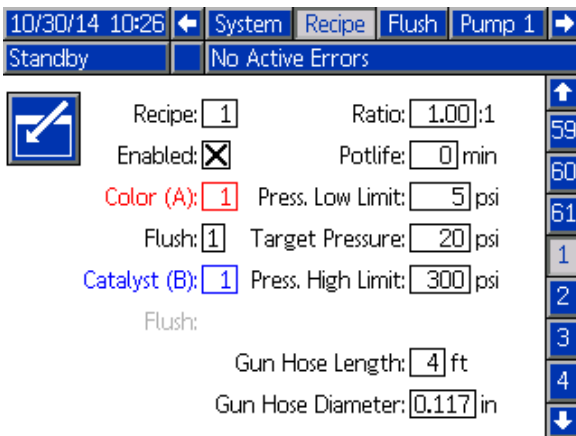 10/30/14 10:26 System Recipe Flush Pump 1
Standby No Active Errors
Recipe: 1 Ratio: 1.00 :1
Enabled: Potlife: 0 min
Color (A): 1 Press. Low Limit: 5 psi
Flush: 1 Target Pressure: 20 psi
Catalyst (B): 1 Press. High Limit: 300 psi
Flush:
Gun Hose Length: 4 ft
Gun Hose Diameter: 0.117 in
59
60
61
1
2
3
4